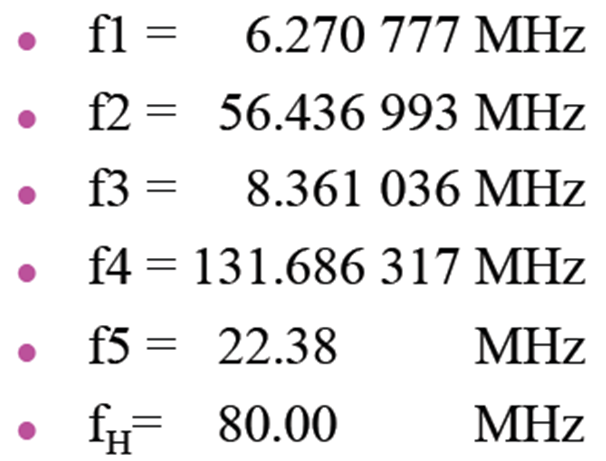 • f1 = 6.270 777 MHz
• f2 = 56.436 993 MHz
• f3 = 8.361 036 MHz
• f4 = 131.686 317 MHz
• f5 = 22.38 MHz
• fH= 80.00 MHz